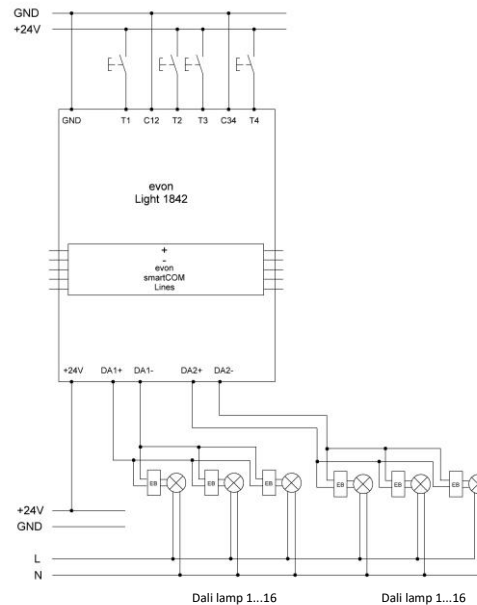 GND
+24V
GND T1 C12 T2 T3 C34 T4
evon
Light 1842
+
-
evon
smartCOM
Lines
+24V DA1+ DA1- DA2+ DA2-
EB EB EB EB EB EB
+24V
GND
L
N
Dali lamp 1...16 Dali lamp 1...16